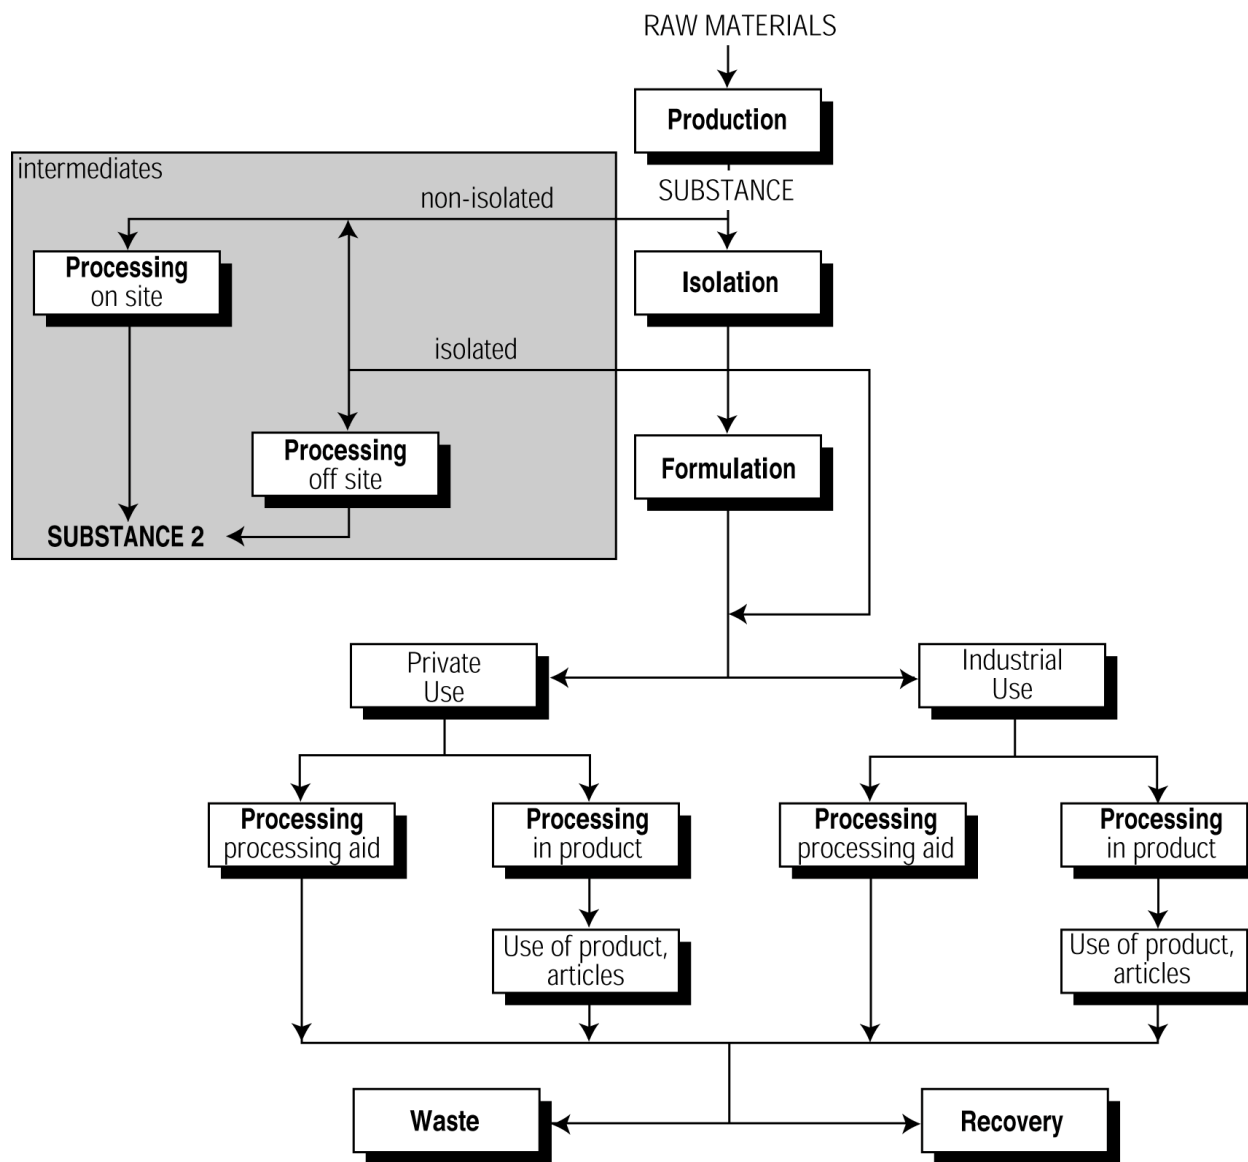 RAW MATERIALS
Production
intermediates
SUBSTANCE
non-isolated
Processing
on site
Isolation
isolated
Processing
off site
Formulation
SUBSTANCE 2
Private
Use
Industrial
Use
Processing
processing aid
Processing
in product
Processing
processing aid
Processing
in product
Use of product,
articles
Use of product,
articles
Waste
Recovery